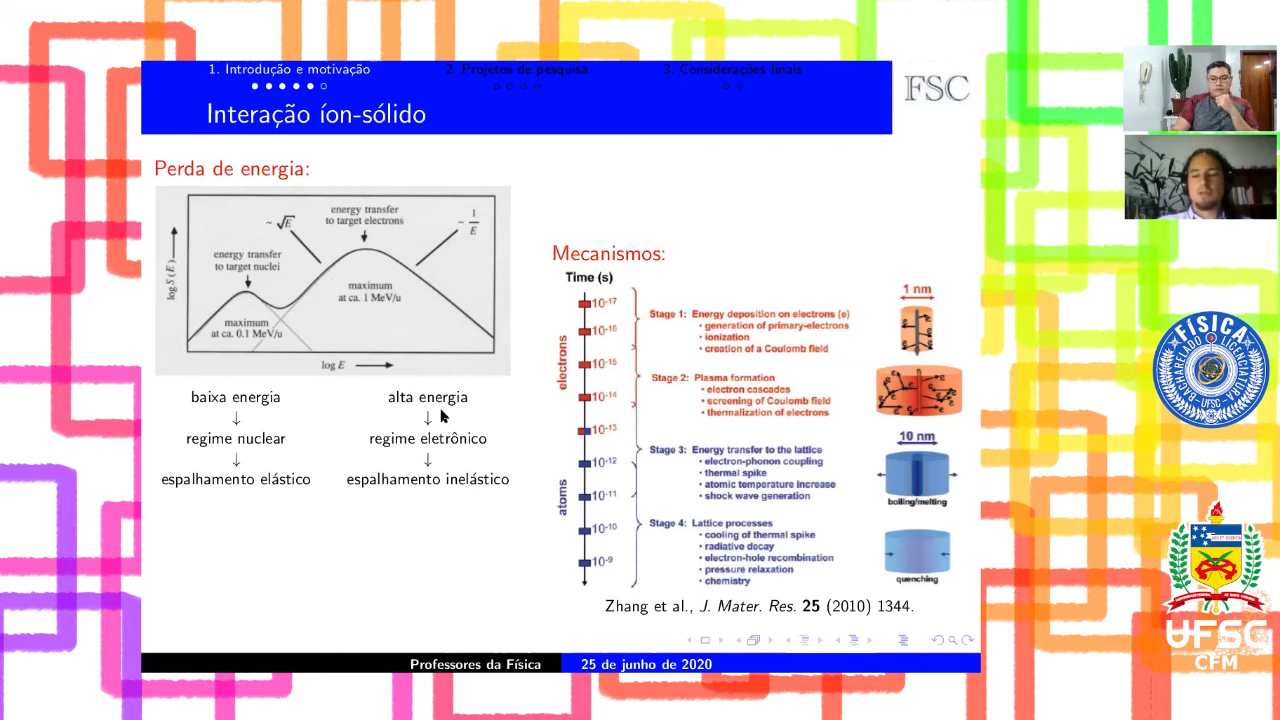 1. Introdução e motivação
2. Projetos de pesquisa
3. Considerações finais
FSC
Interação íon-sólido
Perda de energia:
energy transfer
to target electrons
~ √E
~ 1/E
energy transfer
to target nuclei
maximum
at ca. 1 MeV/u
maximum
at ca. 0.1 MeV/u
log S (E)
log E
baixa energia
↓
regime nuclear
↓
espalhamento elástico
alta energia
↓
regime eletrônico
↓
espalhamento inelástico
Mecanismos:
Time (s)
10-17
10-16
10-15
10-14
10-13
10-12
10-11
10-10
10-9
electrons
atoms
Stage 1: Energy deposition on electrons (e)
• generation of primary-electrons
• ionization
• creation of a Coulomb field
Stage 2: Plasma formation
• electron cascades
• screening of Coulomb field
• thermalization of electrons
Stage 3: Energy transfer to the lattice
• electron-phonon coupling
• thermal spike
• atomic temperature increase
• shock wave generation
Stage 4: Lattice processes
• cooling of thermal spike
• radiative decay
• electron-hole recombination
• pressure relaxation
• chemistry
1 nm
10 nm
boiling/melting
quenching
Zhang et al., J. Mater. Res. 25 (2010) 1344.
Professores da Física
25 de junho de 2020
FÍSICA
BACHARELADO
LICENCIATURA
UFSC
UFSC
CFM